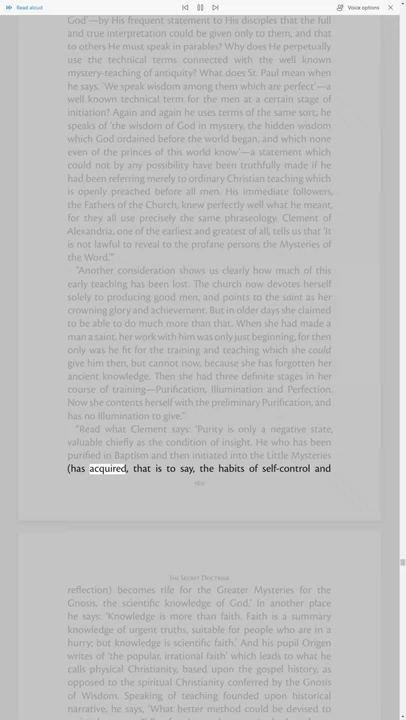 Read aloud
Voice options
God'—by His frequent statement to His disciples that the full
and true interpretation could be given only to them, and that
to others He must speak in parables? Why does He perpetually
use the technical terms connected with the well known
mystery-teaching of antiquity? What does St. Paul mean when
he says, 'We speak wisdom among them which are perfect'—a
well known technical term for the men at a certain stage of
initiation? Again and again he uses terms of the same sort; he
speaks of 'the wisdom of God in mystery, the hidden wisdom
which God ordained before the world began, and which none
even of the princes of this world know'—a statement which
could not by any possibility have been truthfully made if he
had been referring merely to ordinary Christian teaching which
is openly preached before all men. His immediate followers,
the Fathers of the Church, knew perfectly well what he meant,
for they all use precisely the same phraseology. Clement of
Alexandria, one of the earliest and greatest of all, tells us that 'It
is not lawful to reveal to the profane persons the Mysteries of
the Word.'"
"Another consideration shows us clearly how much of this
early teaching has been lost. The church now devotes herself
solely to producing good men, and points to the saint as her
crowning glory and achievement. But in older days she claimed
to be able to do much more than that. When she had made a
man a saint, her work with him was only just beginning, for then
only was he fit for the training and teaching which she could
give him then, but cannot now, because she has forgotten her
ancient knowledge. Then she had three definite stages in her
course of training—Purification, Illumination and Perfection.
Now she contents herself with the preliminary Purification, and
has no Illumination to give."
"Read what Clement says: 'Purity is only a negative state,
valuable chiefly as the condition of insight. He who has been
purified in Baptism and then initiated into the Little Mysteries
(has acquired, that is to say, the habits of self-control and
The Secret Doctrine
reflection) becomes rife for the Greater Mysteries for the
Gnosis, the scientific knowledge of God.' In another place
he says: 'Knowledge is more than faith. Faith is a summary
knowledge of urgent truths, suitable for people who are in a
hurry; but knowledge is scientific faith.' And his pupil Origen
writes of 'the popular, irrational faith' which leads to what he
calls physical Christianity, based upon the gospel history, as
opposed to the spiritual Christianity conferred by the Gnosis
of Wisdom. Speaking of teaching founded upon historical
narrative, he says, 'What better method could be devised to